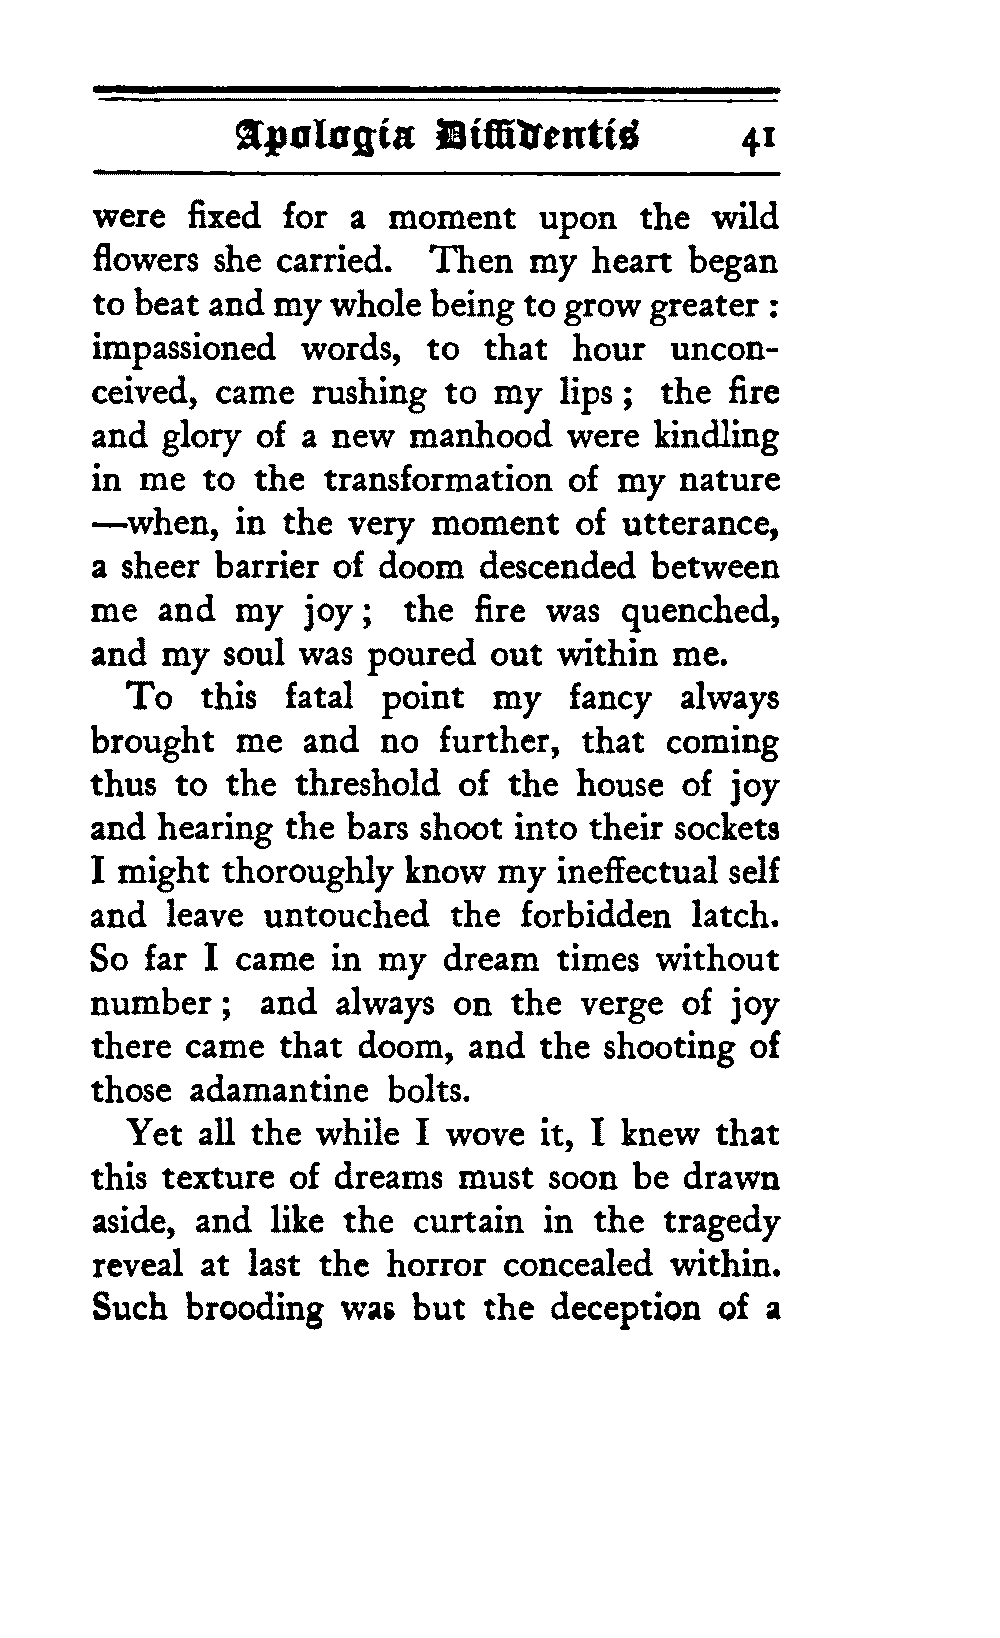 Apologia Diffidentis 41
were fixed for a moment upon the wild
flowers she carried. Then my heart began
to beat and my whole being to grow greater :
impassioned words, to that hour uncon-
ceived, came rushing to my lips ; the fire
and glory of a new manhood were kindling
in me to the transformation of my nature
—when, in the very moment of utterance,
a sheer barrier of doom descended between
me and my joy ; the fire was quenched,
and my soul was poured out within me.
To this fatal point my fancy always
brought me and no further, that coming
thus to the threshold of the house of joy
and hearing the bars shoot into their sockets
I might thoroughly know my ineffectual self
and leave untouched the forbidden latch.
So far I came in my dream times without
number ; and always on the verge of joy
there came that doom, and the shooting of
those adamantine bolts.
Yet all the while I wove it, I knew that
this texture of dreams must soon be drawn
aside, and like the curtain in the tragedy
reveal at last the horror concealed within.
Such brooding was but the deception of a